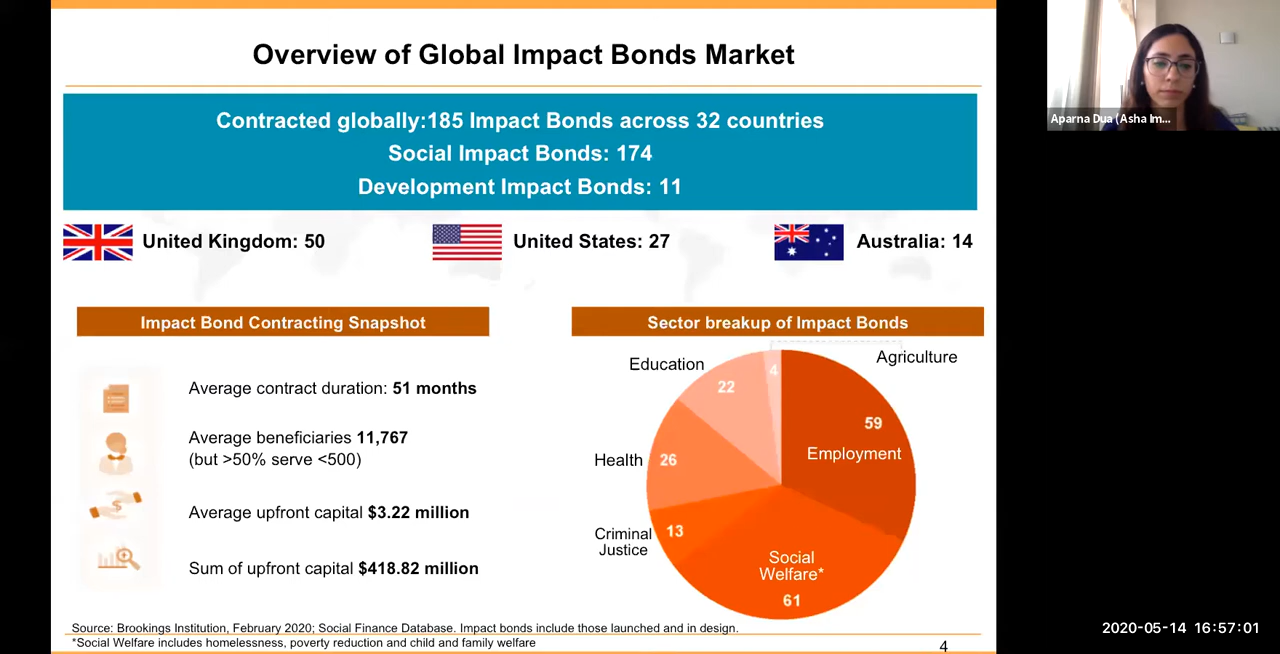 Overview of Global Impact Bonds Market
Contracted globally:185 Impact Bonds across 32 countries
Social Impact Bonds: 174
Development Impact Bonds: 11
United Kingdom: 50
United States: 27
Australia: 14
Impact Bond Contracting Snapshot
Average contract duration: 51 months
Average beneficiaries 11,767
(but >50% serve <500)
Average upfront capital $3.22 million
Sum of upfront capital $418.82 million
Sector breakup of Impact Bonds
Agriculture
4
Education
22
59
Employment
Health
26
Criminal
Justice
13
Social
Welfare*
61
Source: Brookings Institution, February 2020; Social Finance Database. Impact bonds include those launched and in design.
*Social Welfare includes homelessness, poverty reduction and child and family welfare
4
Aparna Dua (Asha Im...
2020-05-14 16:57:01